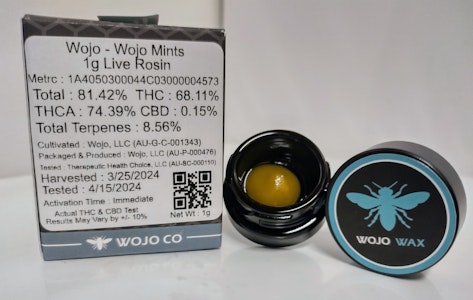 Wojo - Wojo Mints
1g Live Rosin
Metrc : 1A4050300044C03000004573
Total : 81.42% THC : 68.11%
THCA : 74.39% CBD : 0.15%
Total Terpenes : 8.56%
Cultivated : Wojo, LLC (AU-G-C-001343)
Packaged & Produced : Wojo, LLC (AU-P-000476)
Tested : Therapeutic Health Choice, LLC (AU-SC-000110)
Harvested : 3/25/2024
Tested : 4/15/2024
Activation Time : Immediate
Actual THC & CBD Test
Results May Vary by +/- 10%
Net Wt : 1g
WOJO CO
WOJO WAX